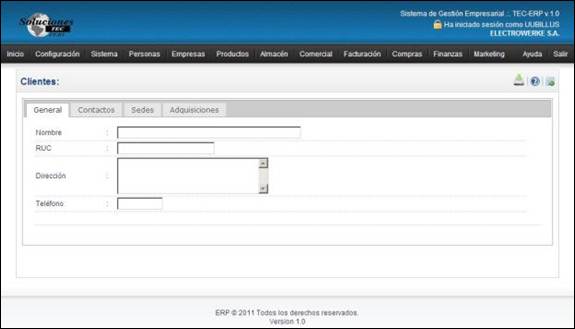 Soluciones
TEC
PERÚ
Sistema de Gestión Empresarial .:. TEC-ERP v 1.0
Ha iniciado sesión como UUBILLUS
ELECTROWERKE S.A.
Inicio Configuración Sistema Personas Empresas Productos Almacén Comercial Facturación Compras Finanzas Marketing Ayuda Salir
Clientes:
General Contactos Sedes Adquisiciones
Nombre :
RUC :
Dirección :
Teléfono :
ERP © 2011 Todos los derechos reservados.
Version 1.0